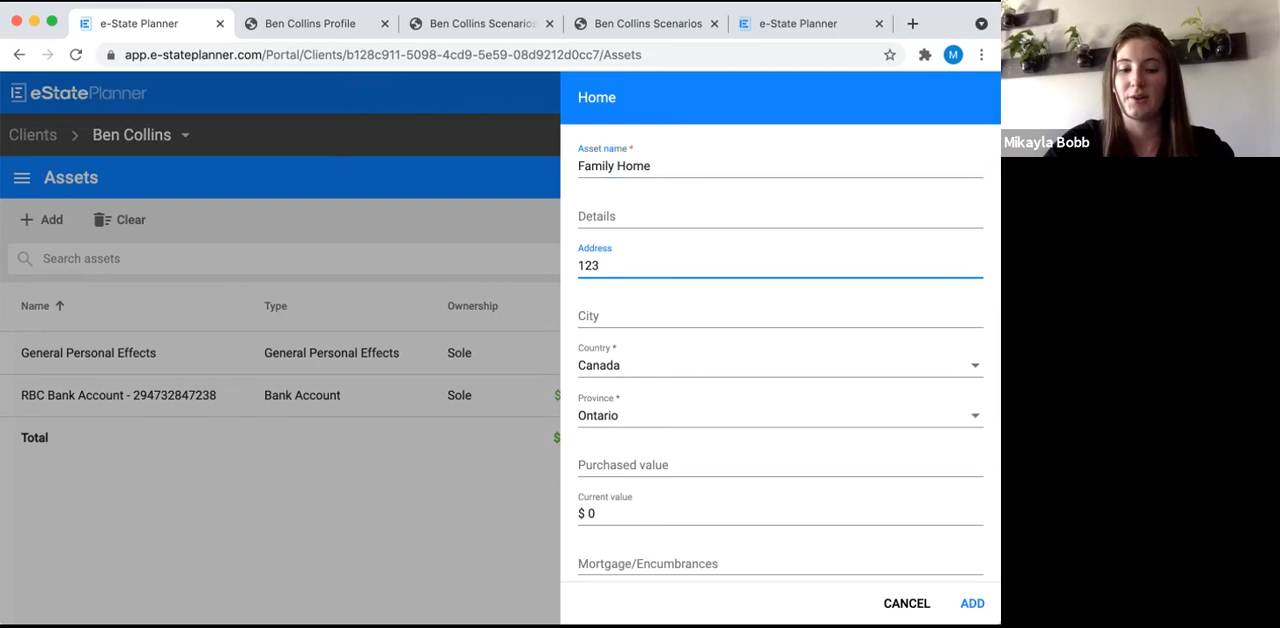 e-State Planner
Ben Collins Profile
Ben Collins Scenarios
Ben Collins Scenarios
e-State Planner
app.e-stateplanner.com/Portal/Clients/b128c911-5098-4cd9-5e59-08d9212d0cc7/Assets
M
eStatePlanner
Clients > Ben Collins
Assets
Add
Clear
Search assets
Name
Type
Ownership
General Personal Effects
General Personal Effects
Sole
RBC Bank Account - 294732847238
Bank Account
Sole
$
Total
$
Home
Asset name *
Family Home
Details
Address
123
City
Country *
Canada
Province *
Ontario
Purchased value
Current value
$ 0
Mortgage/Encumbrances
CANCEL
ADD
Mikayla Bobb